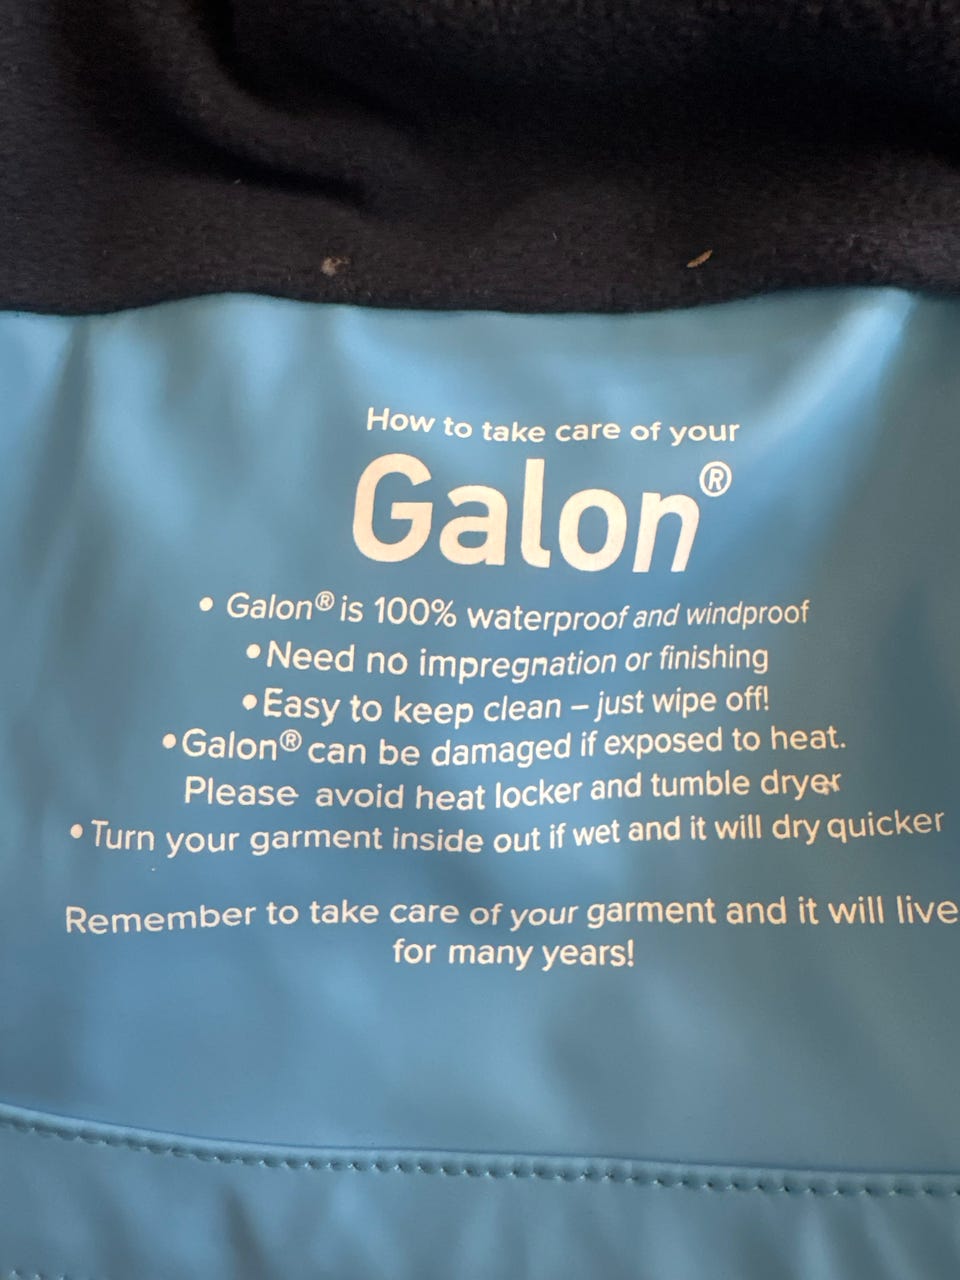 How to take care of your
Galon®
• Galon® is 100% waterproof and windproof
• Need no impregnation or finishing
• Easy to keep clean – just wipe off!
• Galon® can be damaged if exposed to heat.
Please avoid heat locker and tumble dryer
• Turn your garment inside out if wet and it will dry quicker
Remember to take care of your garment and it will live
for many years!